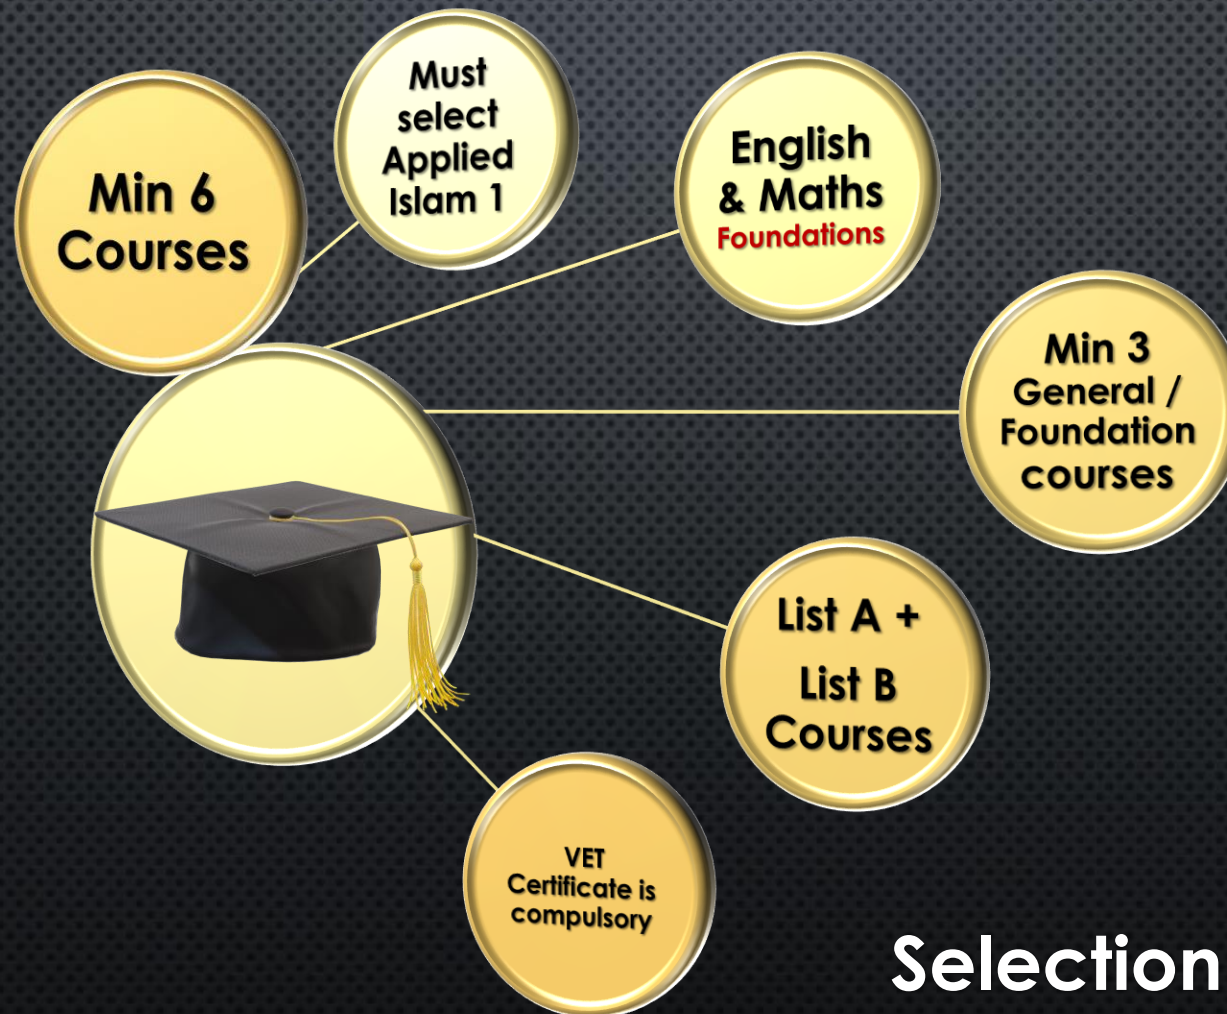 Min 6
Courses
Must
select
Applied
Islam 1
English
& Maths
Foundations
Min 3
General /
Foundation
courses
List A +
List B
Courses
VET
Certificate is
compulsory
Selection